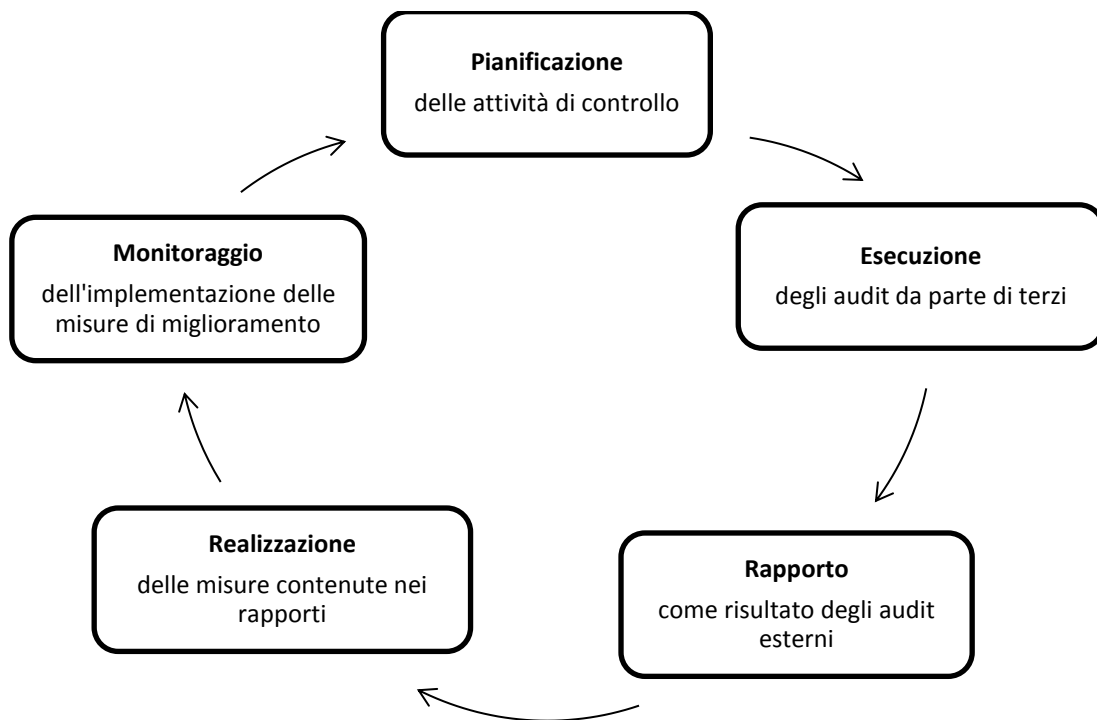 Pianificazione
delle attività di controllo
Esecuzione
degli audit da parte di terzi
Rapporto
come risultato degli audit
esterni
Realizzazione
delle misure contenute nei
rapporti
Monitoraggio
dell'implementazione delle
misure di miglioramento